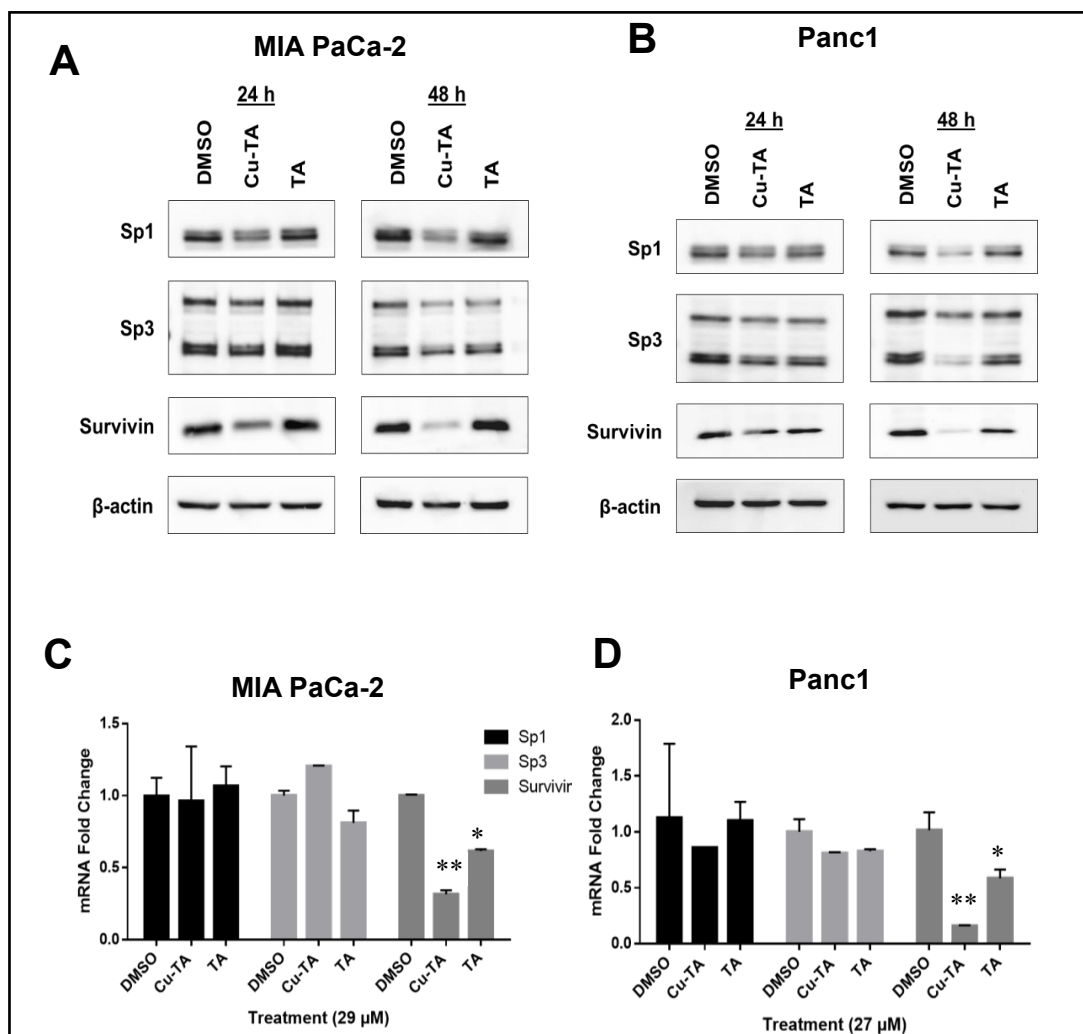 A
MIA PaCa-2
24 h
48 h
DMSO
Cu-TA
TA
DMSO
Cu-TA
TA
Sp1
Sp3
Survivin
β-actin
B
Panc1
24 h
48 h
DMSO
Cu-TA
TA
DMSO
Cu-TA
TA
Sp1
Sp3
Survivin
β-actin
C
MIA PaCa-2
mRNA Fold Change
1.5
1.0
0.5
0.0
Sp1
Sp3
Survivir
**
*
DMSO
Cu-TA
TA
DMSO
Cu-TA
TA
DMSO
Cu-TA
TA
Treatment (29 µM)
D
Panc1
mRNA Fold Change
2.0
1.5
1.0
0.5
0.0
**
*
DMSO
Cu-TA
TA
DMSO
Cu-TA
TA
DMSO
Cu-TA
TA
Treatment (27 µM)